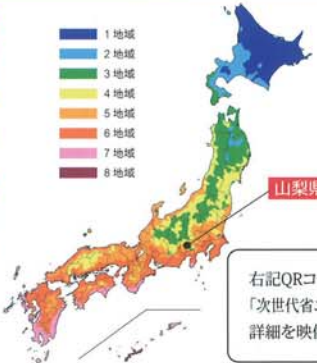 1 地域
2 地域
3 地域
4 地域
5 地域
6 地域
7 地域
8 地域
山梨県
右記QRコ
「次世代省
詳細を映